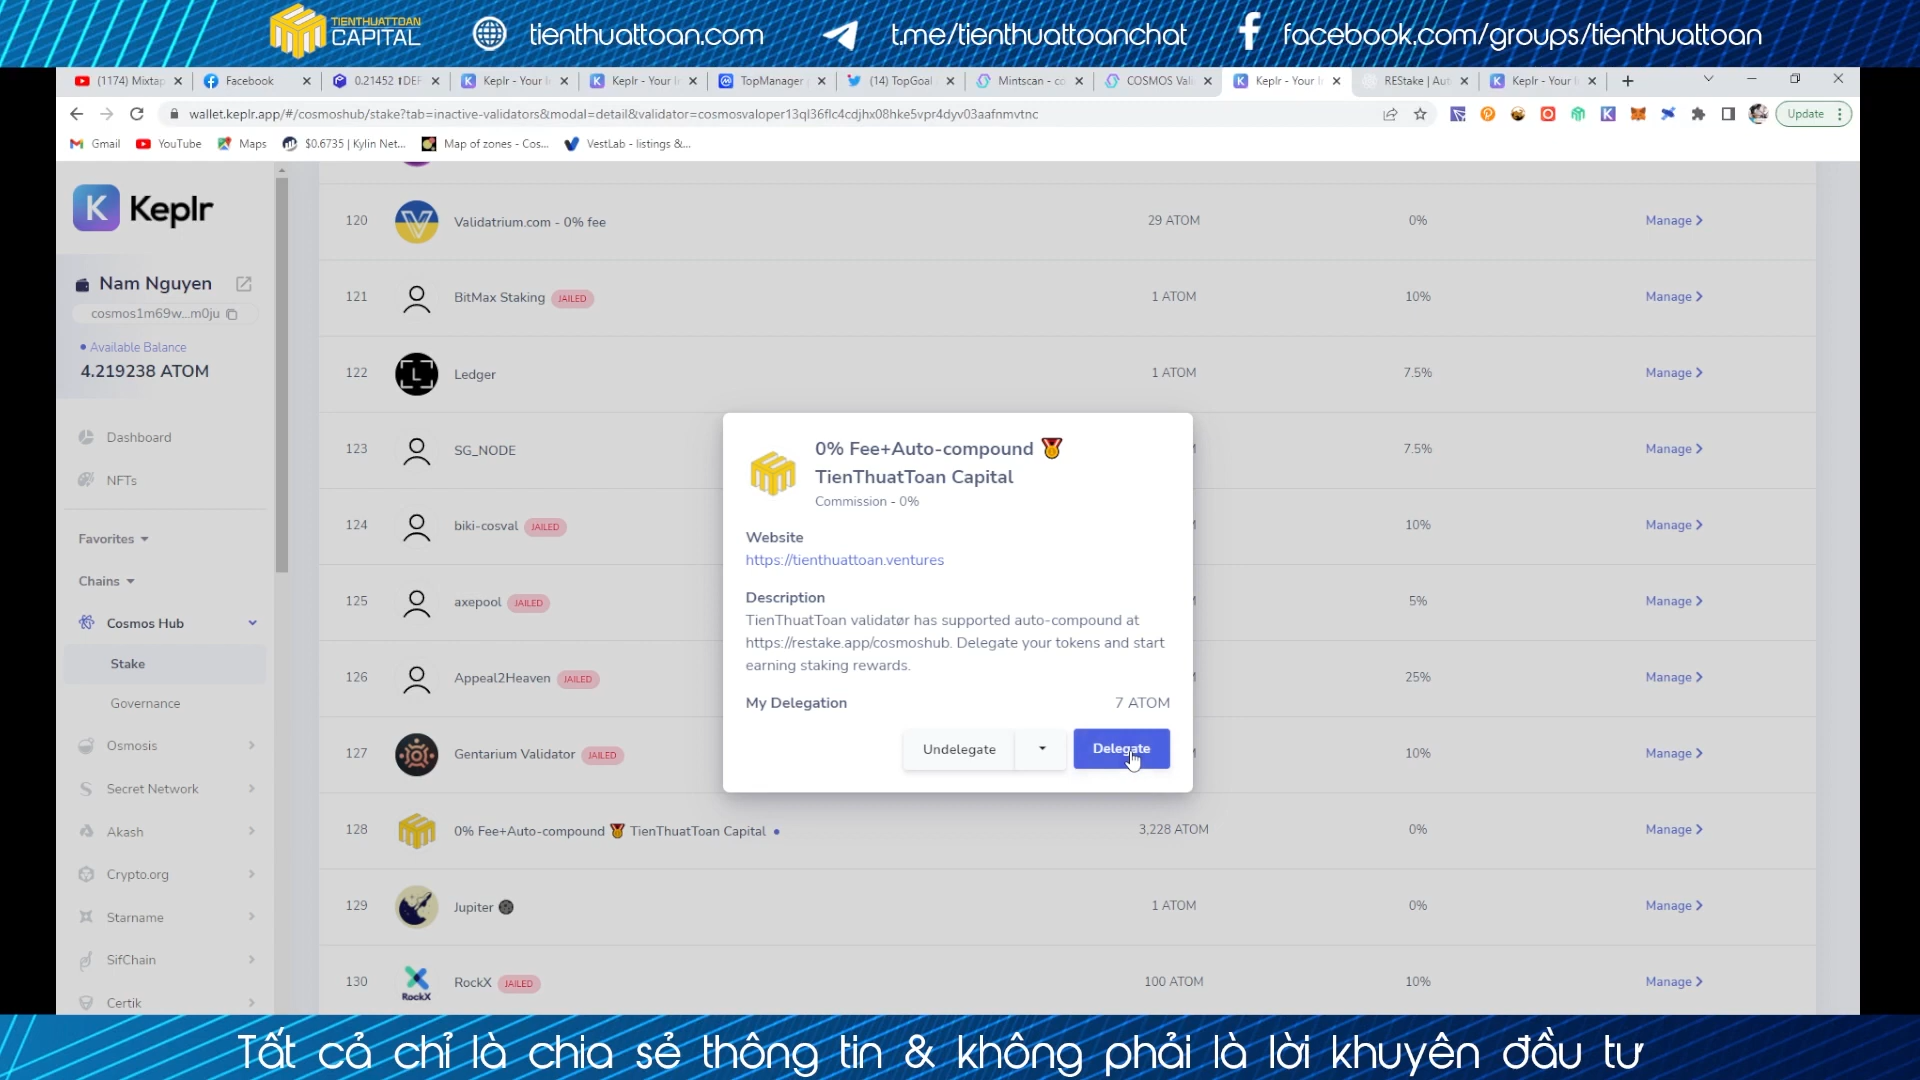 TIENTHUATTOAN
CAPITAL
tienthuattoan.com
t.me/tienthuattoanchat
facebook.com/groups/tienthuattoan
(1174) Mixtap
Facebook
Keplr - Your I
Keplr - Your I
TopManager
(14) TopGoal
Mintscan - co
COSMOS Vali
Keplr - Your I
REStake | Aut
Keplr - Your I
wallet.keplr.app/#/cosmoshub/stake?tab=inactive-validators&modal=detail&validator=cosmosvaloper13ql36flc4cdjhx08hke5vpr4dyv03aafnmvtnc
Update
Gmail
YouTube
Maps
$0.6735 | Kylin Net...
Map of zones - Cos...
VestLab - listings &...
Keplr
Nam Nguyen
cosmos1m69w...m0ju
Available Balance
4.219238 ATOM
Dashboard
NFTs
Favorites
Chains
Cosmos Hub
Stake
Governance
Osmosis
Secret Network
Akash
Crypto.org
Starname
SifChain
Certik
120 Validatrium.com - 0% fee 29 ATOM 0% Manage
121 BitMax Staking JAILED 1 ATOM 10% Manage
122 Ledger 1 ATOM 7.5% Manage
123 SG_NODE 7.5% Manage
124 biki-cosval JAILED 10% Manage
125 axepool JAILED 5% Manage
126 Appeal2Heaven JAILED 25% Manage
127 Gentarium Validator JAILED 10% Manage
128 0% Fee+Auto-compound 🏅 TienThuatToan Capital 3,228 ATOM 0% Manage
129 Jupiter 1 ATOM 0% Manage
130 RockX JAILED 100 ATOM 10% Manage
RockX
0% Fee+Auto-compound 🏅
TienThuatToan Capital
Commission - 0%
Website
https://tienthuattoan.ventures
Description
TienThuatToan validatør has supported auto-compound at
https://restake.app/cosmoshub. Delegate your tokens and start
earning staking rewards.
My Delegation 7 ATOM
Undelegate
Delegate
Tất cả chỉ là chia sẻ thông tin & không phải là lời khuyên đầu tư